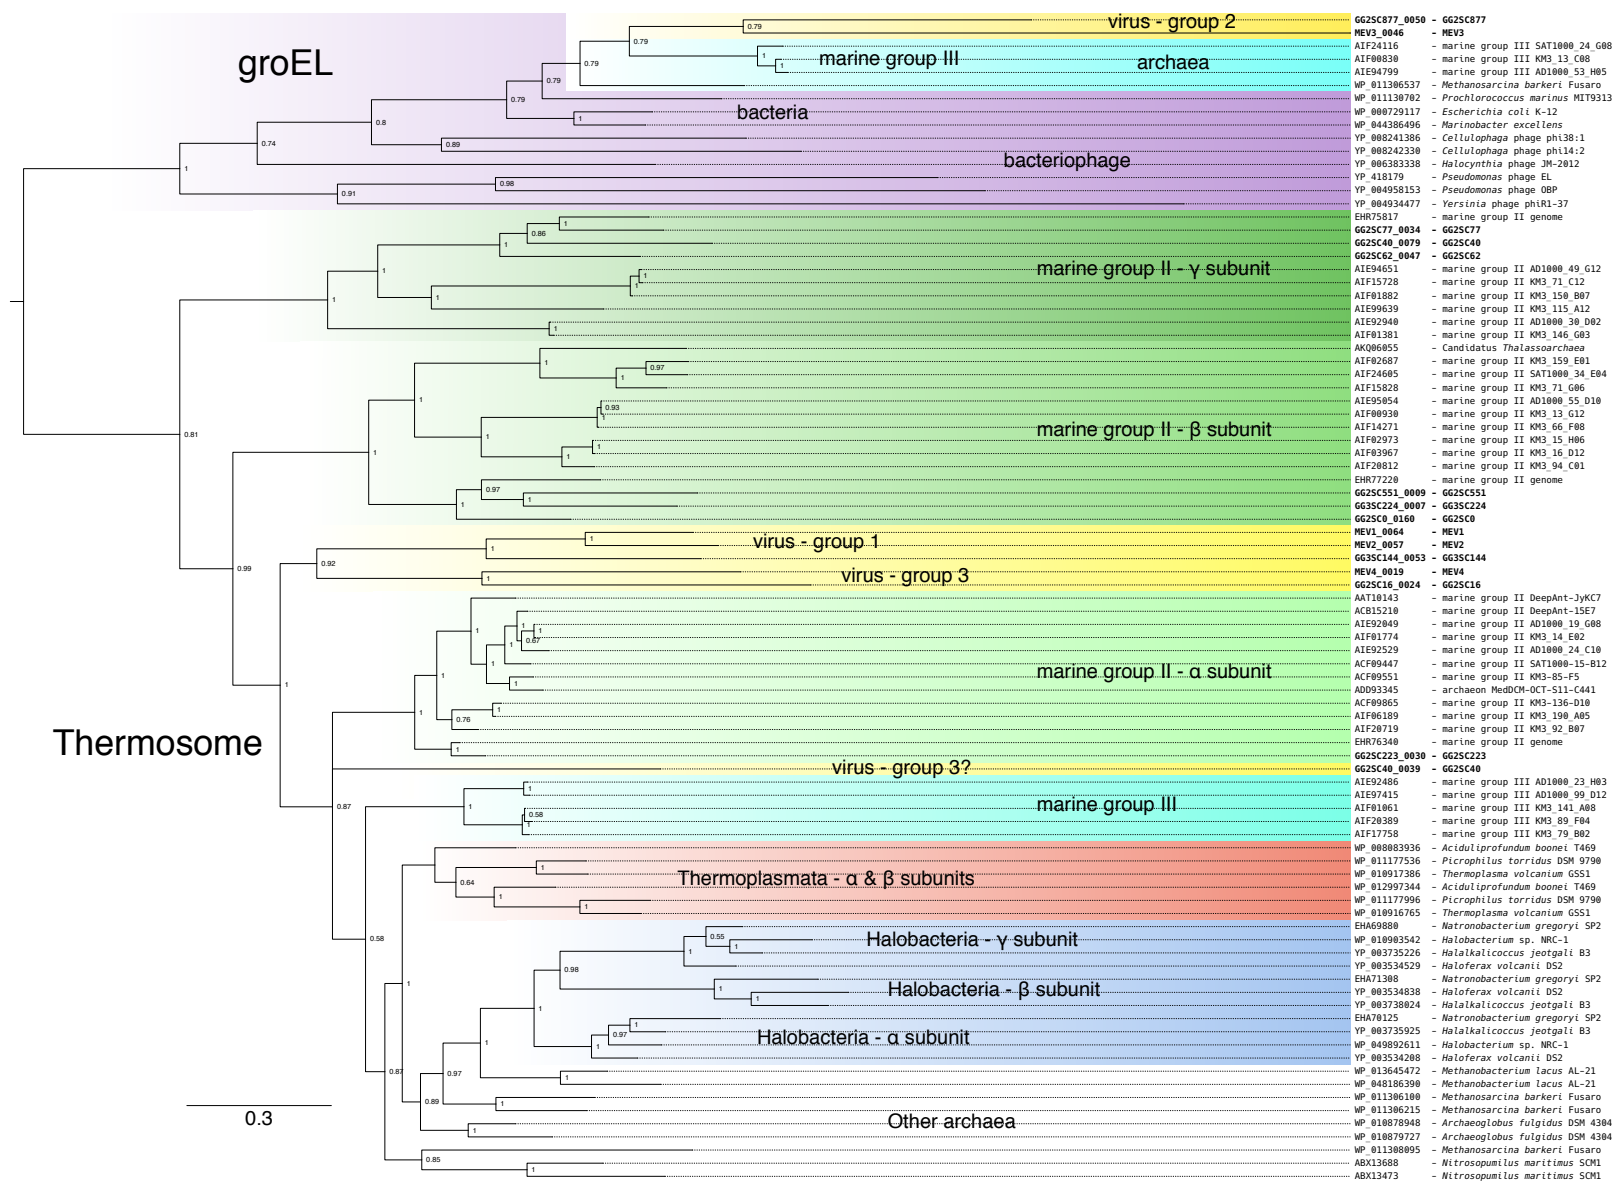 groEL
virus - group 2
marine group III
archaea
bacteria
bacteriophage
marine group II - γ subunit
marine group II - β subunit
virus - group 1
virus - group 3
marine group II - α subunit
Thermosome
virus - group 3?
marine group III
Thermoplasmata - α & β subunits
Halobacteria - γ subunit
Halobacteria - β subunit
Halobacteria - α subunit
Other archaea
0.3
GG2SC877_0050 - GG2SC877
MEV3_0046 - MEV3
AIF24116 - marine group III SAT1000_24_G08
AIF00830 - marine group III KM3_13_C08
AIE94799 - marine group III AD1000_53_H05
WP_011306537 - Methanosarcina barkeri Fusaro
WP_011130702 - Prochlorococcus marinus MIT9313
WP_000729117 - Escherichia coli K-12
WP_044386496 - Marinobacter excellens
YP_008241386 - Cellulophaga phage phi38:1
YP_008242330 - Cellulophaga phage phi14:2
YP_006383338 - Halocynthia phage JM-2012
YP_418179 - Pseudomonas phage EL
YP_004958153 - Pseudomonas phage OBP
YP_004934477 - Yersinia phage phiR1-37
EHR75817 - marine group II genome
GG2SC77_0034 - GG2SC77
GG2SC40_0079 - GG2SC40
GG2SC62_0047 - GG2SC62
AIE94651 - marine group II AD1000_49_G12
AIF15728 - marine group II KM3_71_C12
AIF01882 - marine group II KM3_150_B07
AIE99639 - marine group II KM3_115_A12
AIE92940 - marine group II AD1000_30_D02
AIF01381 - marine group II KM3_146_G03
AKQ06055 - Candidatus Thalassoarchaea
AIF02687 - marine group II KM3_159_E01
AIF24605 - marine group II SAT1000_34_E04
AIF15828 - marine group II KM3_71_G06
AIE95054 - marine group II AD1000_55_D10
AIF00930 - marine group II KM3_13_G12
AIF14271 - marine group II KM3_66_F08
AIF02973 - marine group II KM3_15_H06
AIF03967 - marine group II KM3_16_D12
AIF20812 - marine group II KM3_94_C01
EHR77220 - marine group II genome
GG2SC551_0009 - GG2SC551
GG3SC224_0007 - GG3SC224
GG2SC0_0160 - GG2SC0
MEV1_0064 - MEV1
MEV2_0057 - MEV2
GG3SC144_0053 - GG3SC144
MEV4_0019 - MEV4
GG2SC16_0024 - GG2SC16
AAT10143 - marine group II DeepAnt-JyKC7
ACB15210 - marine group II DeepAnt-15E7
AIE92049 - marine group II AD1000_19_G08
AIF01774 - marine group II KM3_14_E02
AIE92529 - marine group II AD1000_24_C10
ACF09447 - marine group II SAT1000-15-B12
ACF09551 - marine group II KM3-85-F5
ADD93345 - archaeon MedDCM-OCT-S11-C441
ACF09865 - marine group II KM3-136-D10
AIF06189 - marine group II KM3_190_A05
AIF20719 - marine group II KM3_92_B07
EHR76340 - marine group II genome
GG2SC223_0030 - GG2SC223
GG2SC40_0039 - GG2SC40
AIE92486 - marine group III AD1000_23_H03
AIE97415 - marine group III AD1000_99_D12
AIF01061 - marine group III KM3_141_A08
AIF20389 - marine group III KM3_89_F04
AIF17758 - marine group III KM3_79_B02
WP_008083936 - Aciduliprofundum boonei T469
WP_011177536 - Picrophilus torridus DSM 9790
WP_010917386 - Thermoplasma volcanium GSS1
WP_012997344 - Aciduliprofundum boonei T469
WP_011177996 - Picrophilus torridus DSM 9790
WP_010916765 - Thermoplasma volcanium GSS1
EHA69880 - Natronobacterium gregoryi SP2
WP_010903542 - Halobacterium sp. NRC-1
YP_003735226 - Halalkalicoccus jeotgali B3
YP_003534529 - Haloferax volcanii DS2
EHA71308 - Natronobacterium gregoryi SP2
YP_003534838 - Haloferax volcanii DS2
YP_003738024 - Halalkalicoccus jeotgali B3
EHA70125 - Natronobacterium gregoryi SP2
YP_003735925 - Halalkalicoccus jeotgali B3
WP_049892611 - Halobacterium sp. NRC-1
YP_003534208 - Haloferax volcanii DS2
WP_013645472 - Methanobacterium lacus AL-21
WP_048186390 - Methanobacterium lacus AL-21
WP_011306100 - Methanosarcina barkeri Fusaro
WP_011306215 - Methanosarcina barkeri Fusaro
WP_010878948 - Archaeoglobus fulgidus DSM 4304
WP_010879727 - Archaeoglobus fulgidus DSM 4304
WP_011308095 - Methanosarcina barkeri Fusaro
ABX13688 - Nitrosopumilus maritimus SCM1
ABX13473 - Nitrosopumilus maritimus SCM1